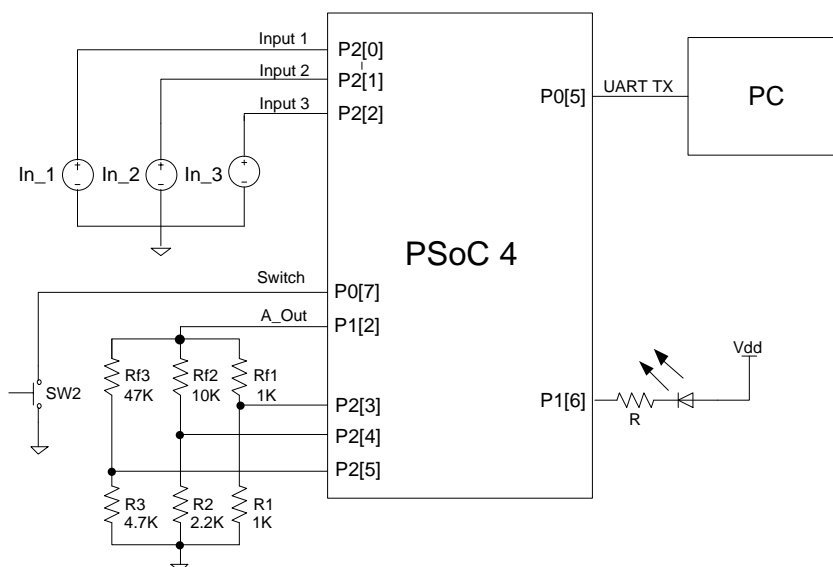 Input 1
P2[0]
Input 2
P2[1]
Input 3
P2[2]
In_1
In_2
In_3
PSoC 4
P0[5]
UART TX
PC
Switch
P0[7]
A_Out
P1[2]
SW2
Rf3
47K
Rf2
10K
Rf1
1K
P2[3]
P2[4]
P2[5]
R3
4.7K
R2
2.2K
R1
1K
P1[6]
R
Vdd